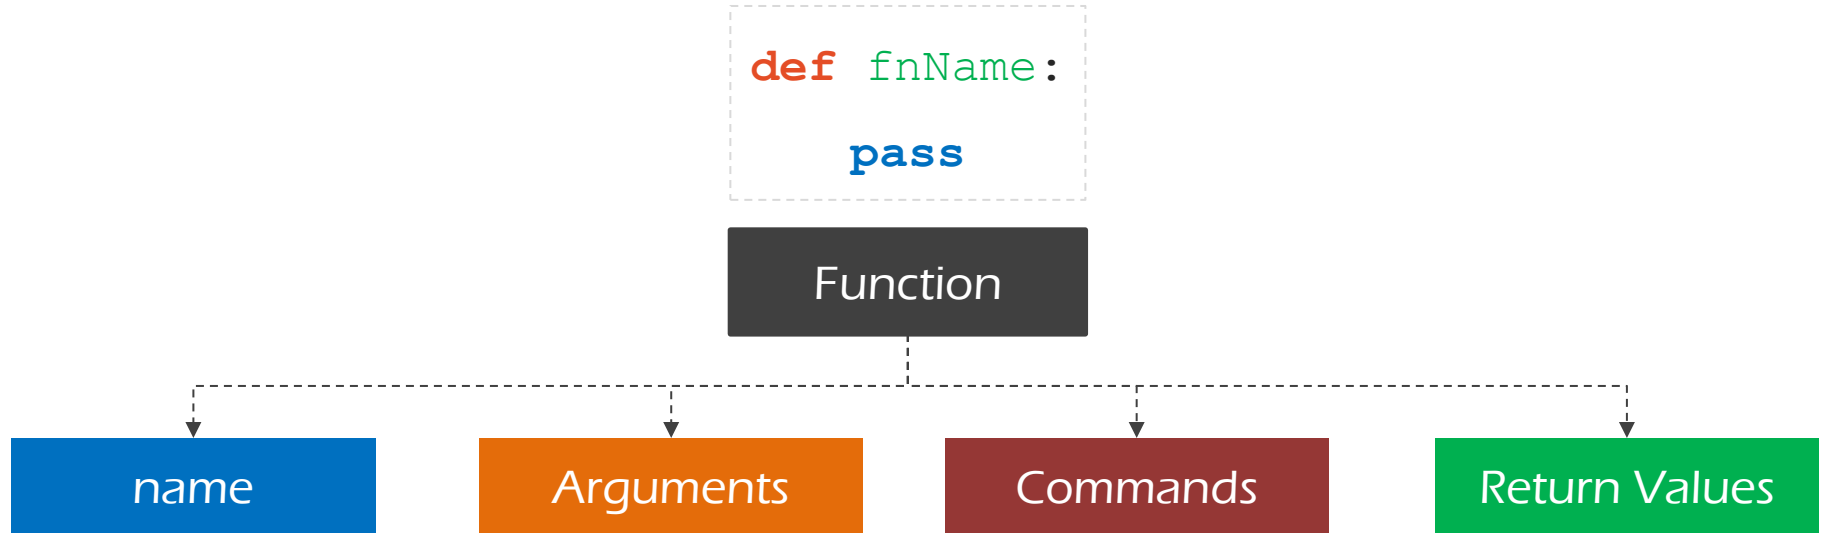 def fnName:
pass
Function
name
Arguments
Commands
Return Values